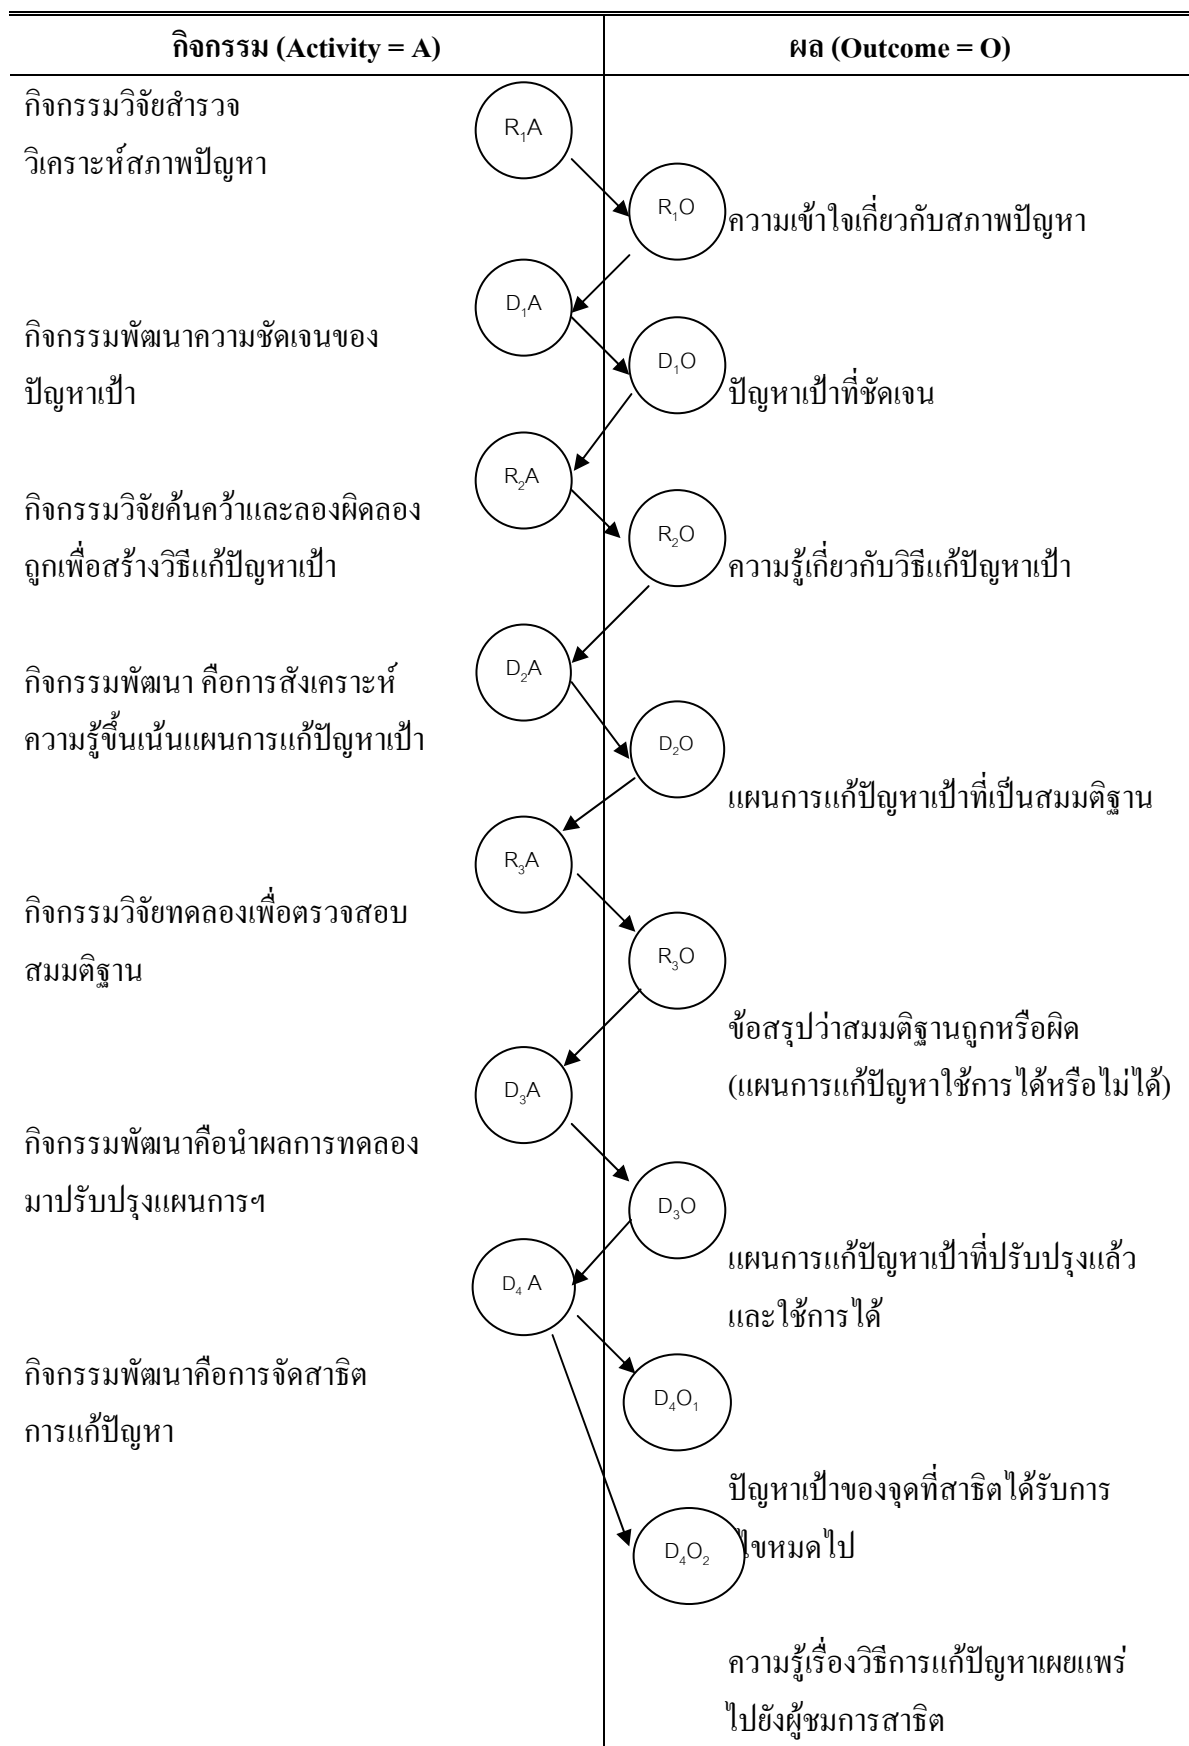 กิจกรรม (Activity = A)
ผล (Outcome = O)
กิจกรรมวิจัยสำรวจ
วิเคราะห์สภาพปัญหา
R₁A
R₁O
ความเข้าใจเกี่ยวกับสภาพปัญหา
D₁A
กิจกรรมพัฒนาความชัดเจนของ
ปัญหาเป้า
D₁O
ปัญหาเป้าที่ชัดเจน
R₂A
กิจกรรมวิจัยค้นคว้าและลองผิดลอง
ถูกเพื่อสร้างวิธีแก้ปัญหาเป้า
R₂O
ความรู้เกี่ยวกับวิธีแก้ปัญหาเป้า
D₂A
กิจกรรมพัฒนา คือการสังเคราะห์
ความรู้ขึ้นเน้นแผนการแก้ปัญหาเป้า
D₂O
แผนการแก้ปัญหาเป้าที่เป็นสมมติฐาน
R₃A
กิจกรรมวิจัยทดลองเพื่อตรวจสอบ
สมมติฐาน
R₃O
ข้อสรุปว่าสมมติฐานถูกหรือผิด
(แผนการแก้ปัญหาใช้การได้หรือไม่ได้)
D₃A
กิจกรรมพัฒนาคือนำผลการทดลอง
มาปรับปรุงแผนการฯ
D₃O
แผนการแก้ปัญหาเป้าที่ปรับปรุงแล้ว
และใช้การได้
D₄ A
กิจกรรมพัฒนาคือการจัดสาธิต
การแก้ปัญหา
D₄O₁
ปัญหาเป้าของจุดที่สาธิตได้รับการ
ไขหมดไป
D₄O₂
ความรู้เรื่องวิธีการแก้ปัญหาเผยแพร่
ไปยังผู้ชมการสาธิต